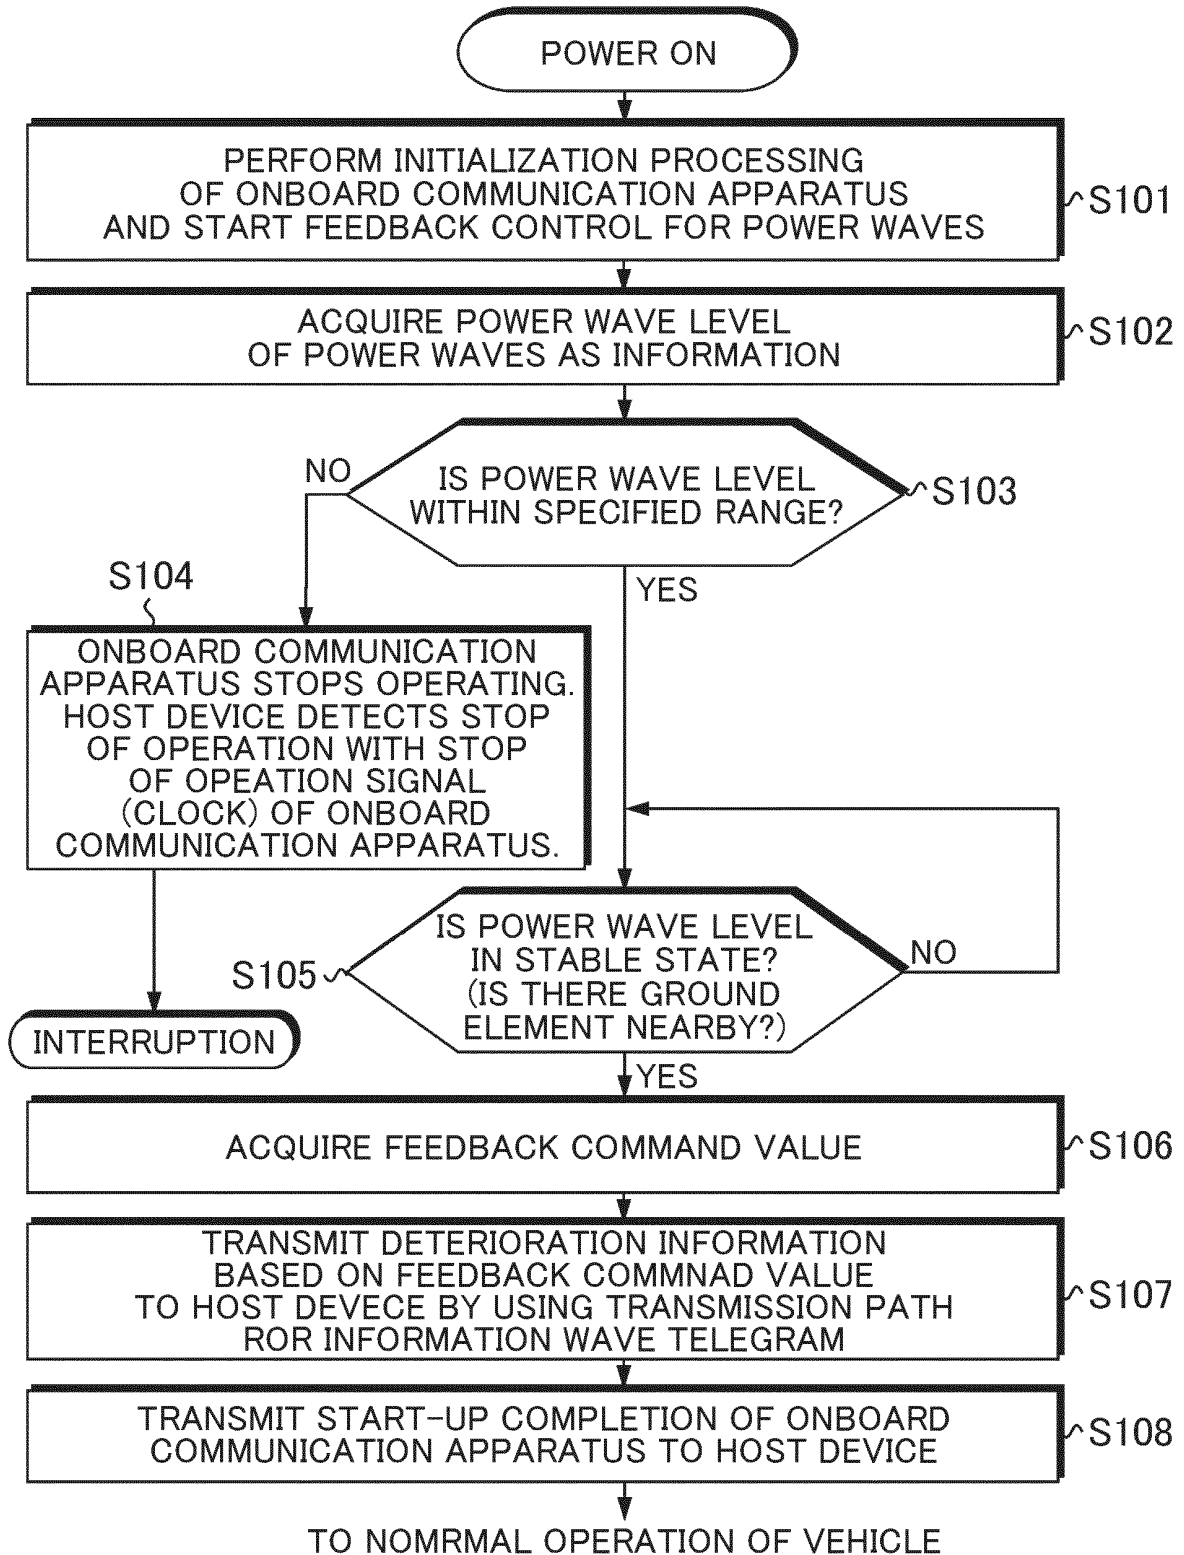 POWER ON
PERFORM INITIALIZATION PROCESSING
OF ONBOARD COMMUNICATION APPARATUS
AND START FEEDBACK CONTROL FOR POWER WAVES
S101
ACQUIRE POWER WAVE LEVEL
OF POWER WAVES AS INFORMATION
S102
IS POWER WAVE LEVEL
WITHIN SPECIFIED RANGE?
S103
NO
YES
S104
ONBOARD COMMUNICATION
APPARATUS STOPS OPERATING.
HOST DEVICE DETECTS STOP
OF OPERATION WITH STOP
OF OPEATION SIGNAL
(CLOCK) OF ONBOARD
COMMUNICATION APPARATUS.
INTERRUPTION
IS POWER WAVE LEVEL
IN STABLE STATE?
(IS THERE GROUND
ELEMENT NEARBY?)
S105
NO
YES
ACQUIRE FEEDBACK COMMAND VALUE
S106
TRANSMIT DETERIORATION INFORMATION
BASED ON FEEDBACK COMMNAD VALUE
TO HOST DEVECE BY USING TRANSMISSION PATH
ROR INFORMATION WAVE TELEGRAM
S107
TRANSMIT START-UP COMPLETION OF ONBOARD
COMMUNICATION APPARATUS TO HOST DEVICE
S108
TO NOMRMAL OPERATION OF VEHICLE